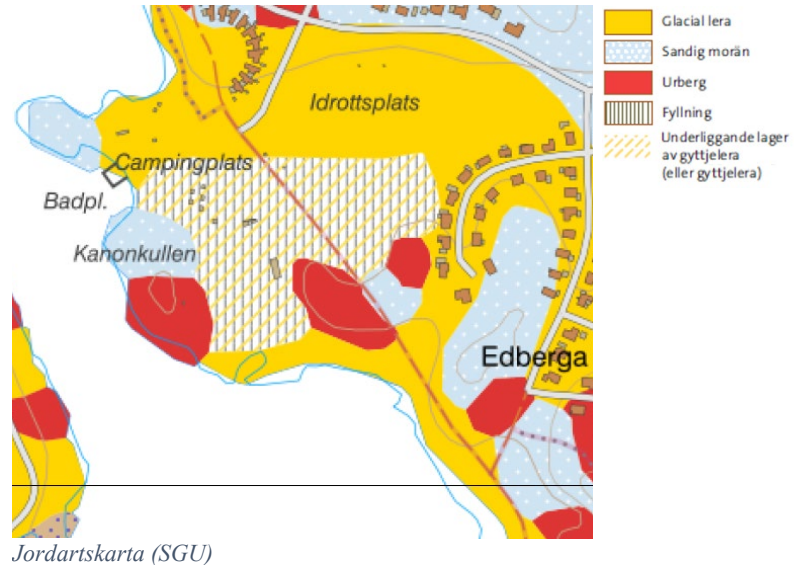 Glacial lera
Sandig morän
Urberg
Fyllning
Underliggande lager
av gyttjelera
(eller gyttjelera)
Idrottsplats
Campingplats
Badpl.
Kanonkullen
Edberga
Jordartskarta (SGU)